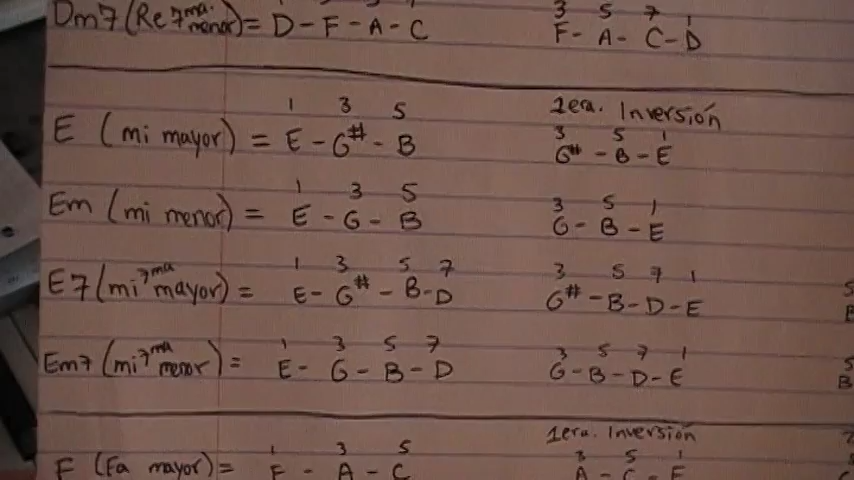 Dm7 (Re 7ma. menor) = D - F - A - C
3 5 7 1
F - A - C - D
1 3 5
E (mi mayor) = E - G# - B
1era. Inversión
3 5 1
G# - B - E
1 3 5
Em (mi menor) = E - G - B
3 5 1
G - B - E
1 3 5 7
E7 (mi 7ma mayor) = E - G# - B - D
3 5 7 1
G# - B - D - E
1 3 5 7
Em7 (mi 7ma menor) = E - G - B - D
3 5 7 1
G - B - D - E
1 3 5
F (Fa mayor) = F - A - C
1era. Inversión
3 5 1
A - C - F